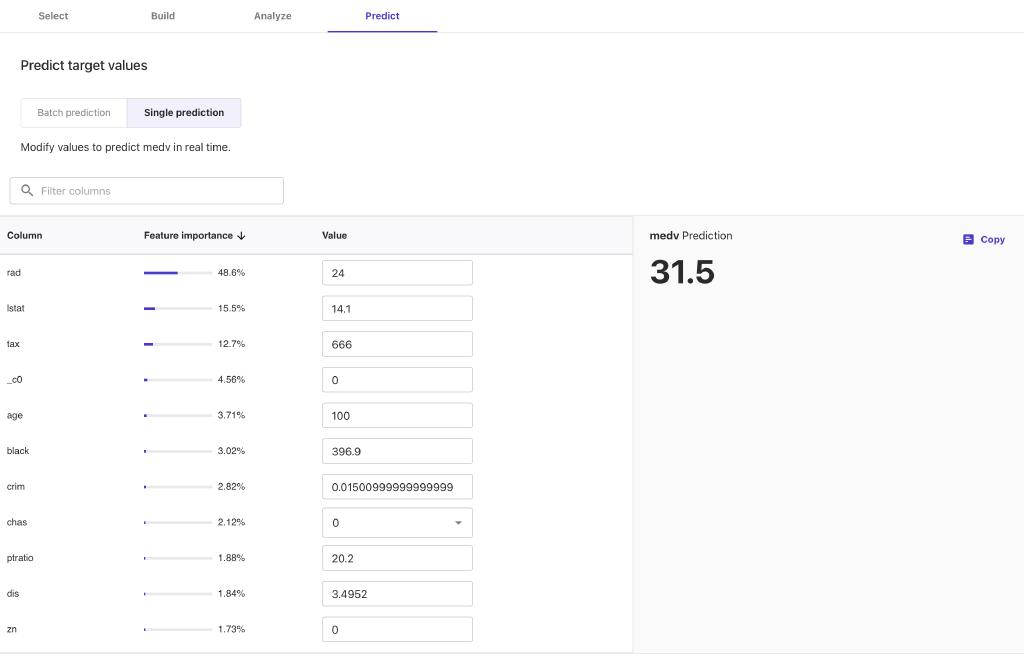 Select Build Analyze Predict
Predict target values
Batch prediction Single prediction
Modify values to predict medv in real time.
Filter columns
Column Feature importance Value
medv Prediction
Copy
31.5
rad 48.6% 24
lstat 15.5% 14.1
tax 12.7% 666
_c0 4.56% 0
age 3.71% 100
black 3.02% 396.9
crim 2.82% 0.01500999999999999
chas 2.12% 0
ptratio 1.88% 20.2
dis 1.84% 3.4952
zn 1.73% 0